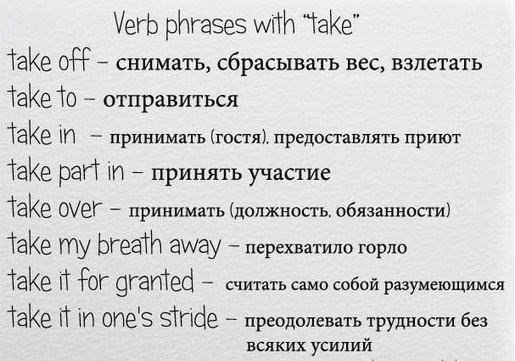 Verb phrases with "take"
take off – снимать, сбрасывать вес, взлетать
take to – отправиться
take in – принимать (гостя), предоставлять приют
take part in – принять участие
take over – принимать (должность, обязанности)
take my breath away – перехватило горло
take it for granted – считать само собой разумеющимся
take it in one's stride – преодолевать трудности без
всяких усилий